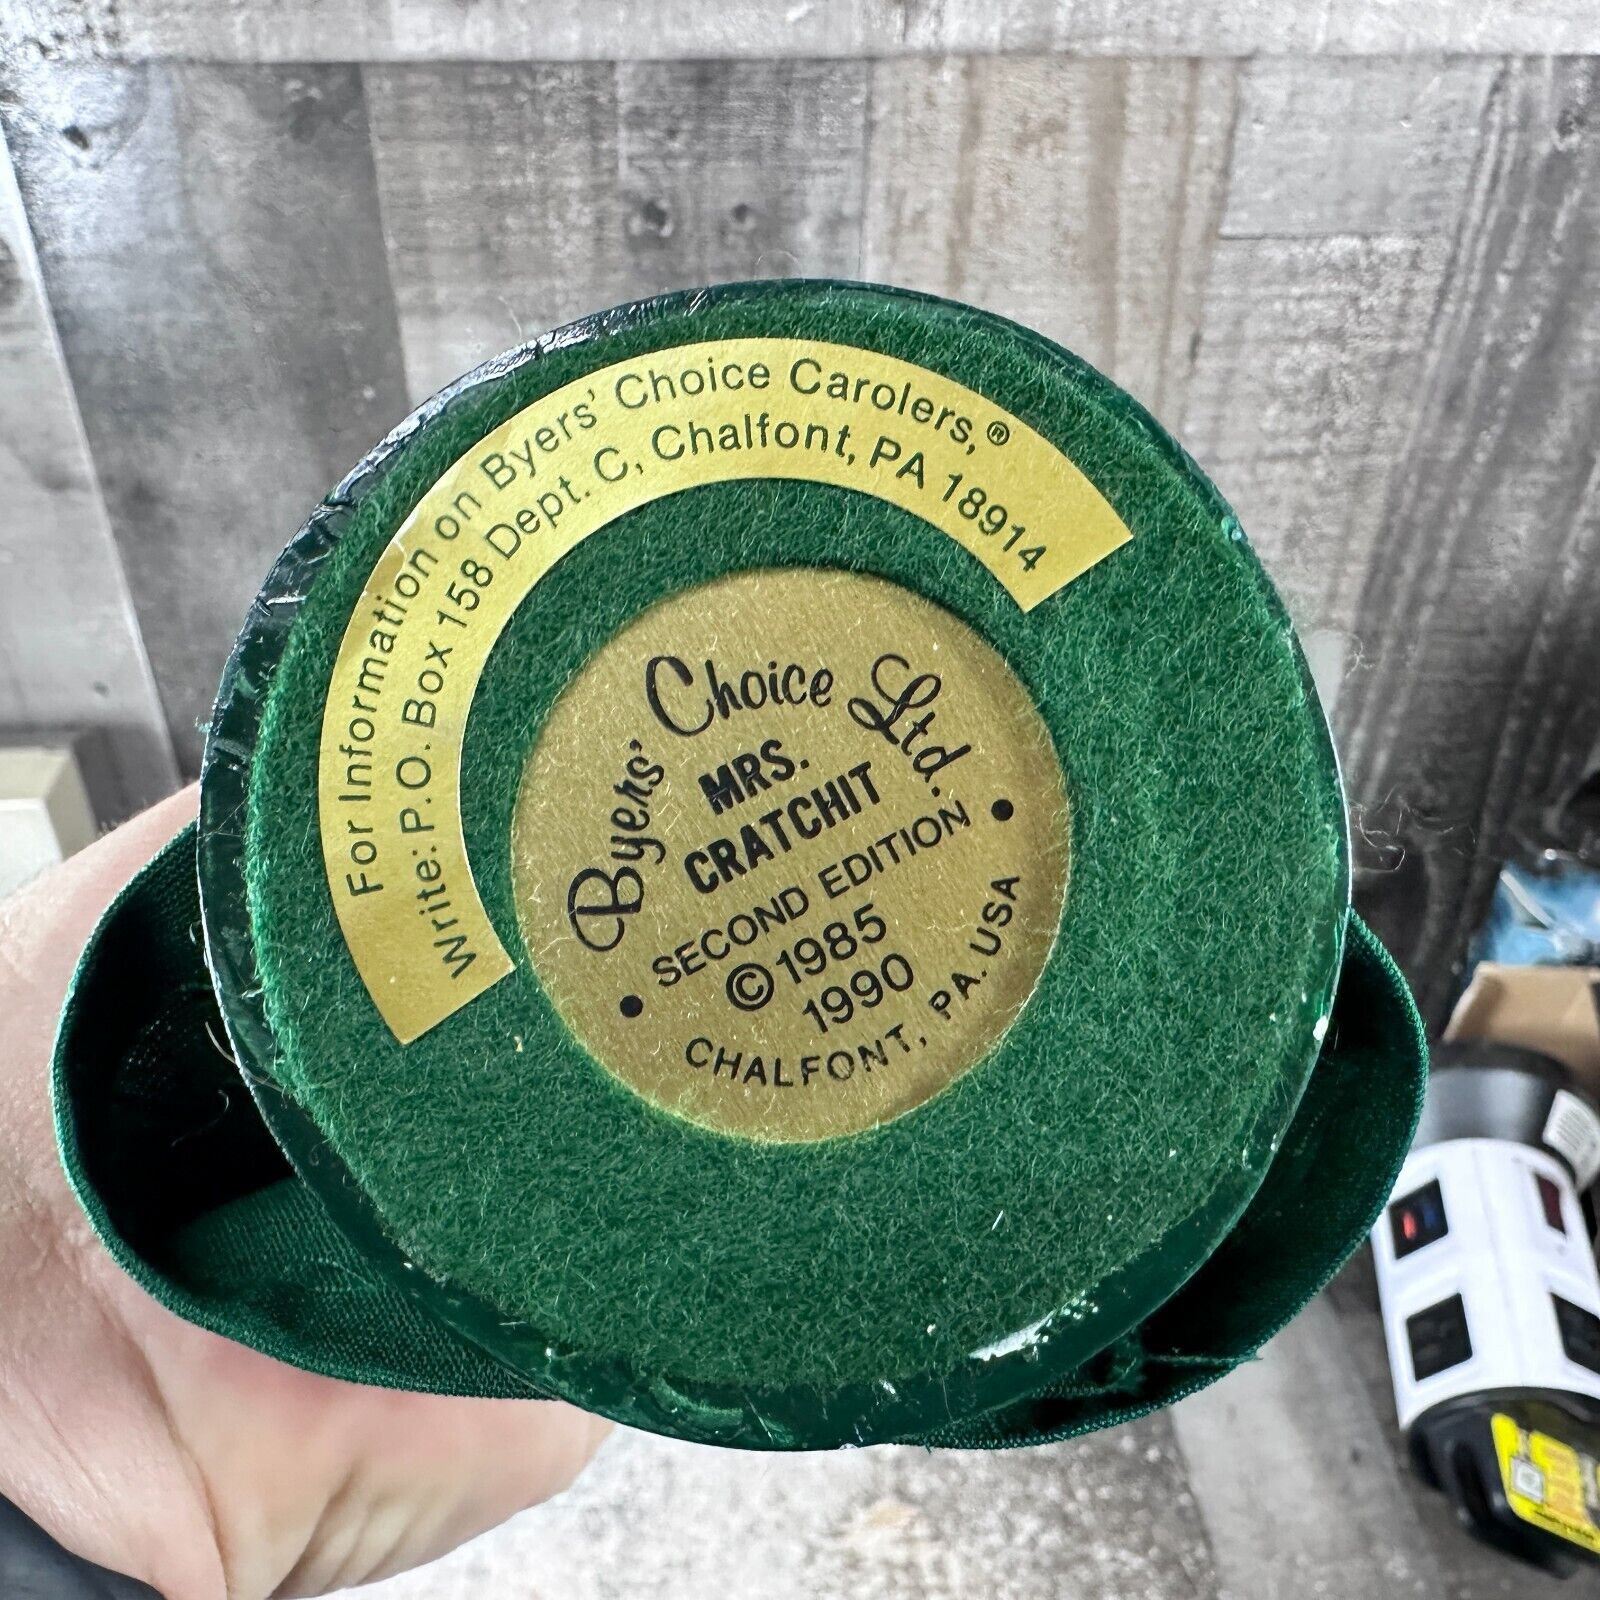 For Information on Byers' Choice Carolers,®
Write: P.O. Box 158 Dept. C, Chalfont, PA 18914
Byers' Choice Ltd.
MRS.
CRATCHIT
• SECOND EDITION •
©1985
1990
CHALFONT, PA. USA